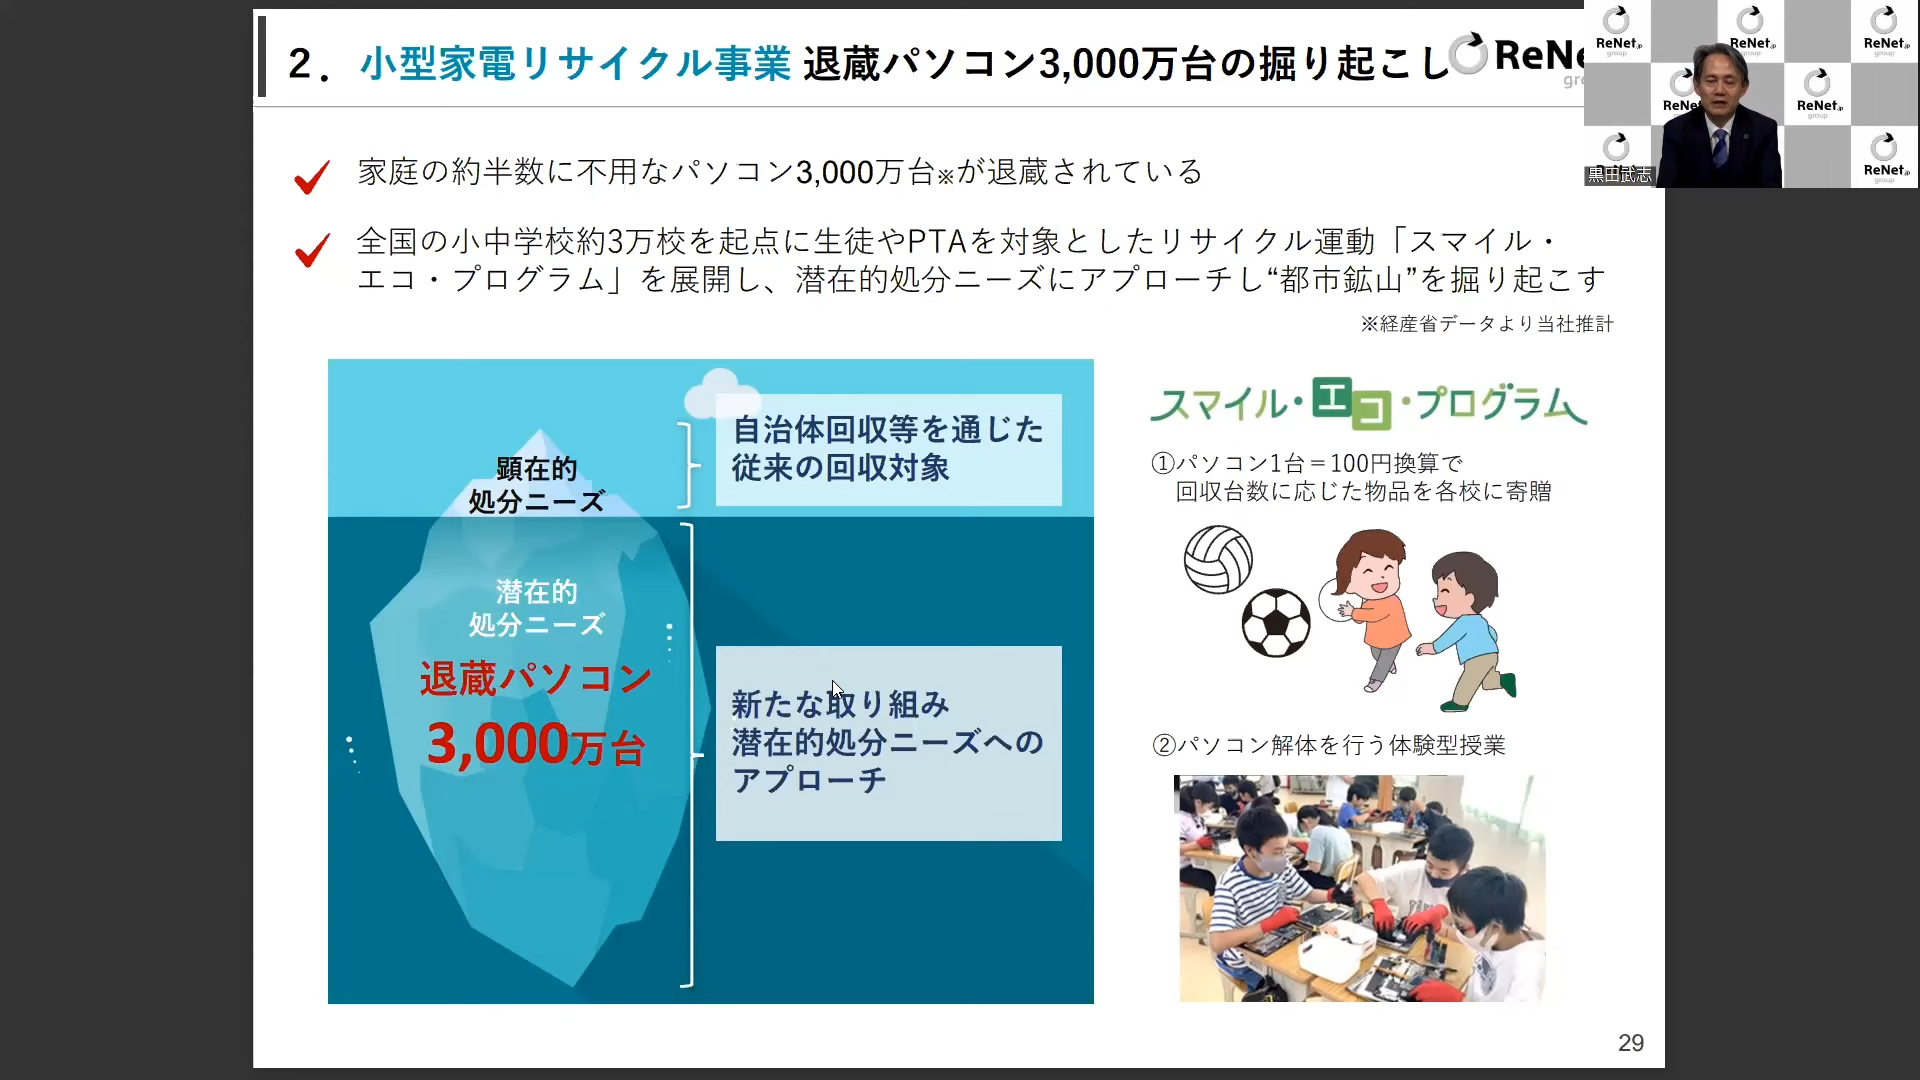 2．小型家電リサイクル事業 退蔵パソコン3,000万台の掘り起こし
ReNe
家庭の約半数に不用なパソコン3,000万台※が退蔵されている
全国の小中学校約3万校を起点に生徒やPTAを対象としたリサイクル運動「スマイル・
エコ・プログラム」を展開し、潜在的処分ニーズにアプローチし“都市鉱山”を掘り起こす
※経産省データより当社推計
顕在的
処分ニーズ
自治体回収等を通じた
従来の回収対象
潜在的
処分ニーズ
退蔵パソコン
3,000万台
新たな取り組み
潜在的処分ニーズへの
アプローチ
スマイル・エコ・プログラム
①パソコン1台＝100円換算で
回収台数に応じた物品を各校に寄贈
②パソコン解体を行う体験型授業
29
ReNet.jp
group
ReNet.jp
ReNet.jp
group
ReNe
ReNet.jp
group
ReNet.jp
group
黒田武志